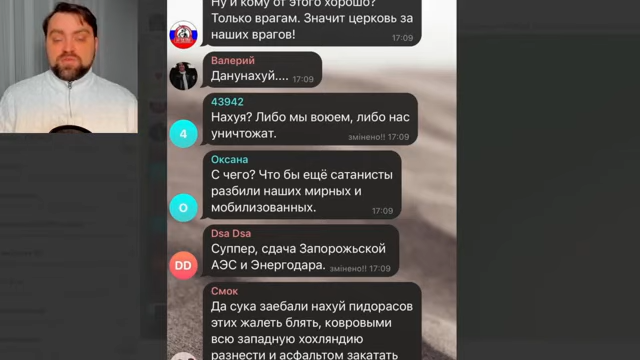 Ну и кому от этого хорошо?
Только врагам. Значит церковь за
наших врагов!
17:09
Валерий
Данунахуй....
17:09
43942
Нахуя? Либо мы воюем, либо нас
уничтожат.
змінено!! 17:09
4
Оксана
С чего? Что бы ещё сатанисты
разбили наших мирных и
мобилизованных.
17:09
О
Dsa Dsa
Суппер, сдача Запорожьской
АЭС и Энергодара.
змінено!! 17:09
DD
Смок
Да сука заебали нахуй пидорасов
этих жалеть блять, ковровыми
всю западную хохляндию
разнести и асфальтом закатать